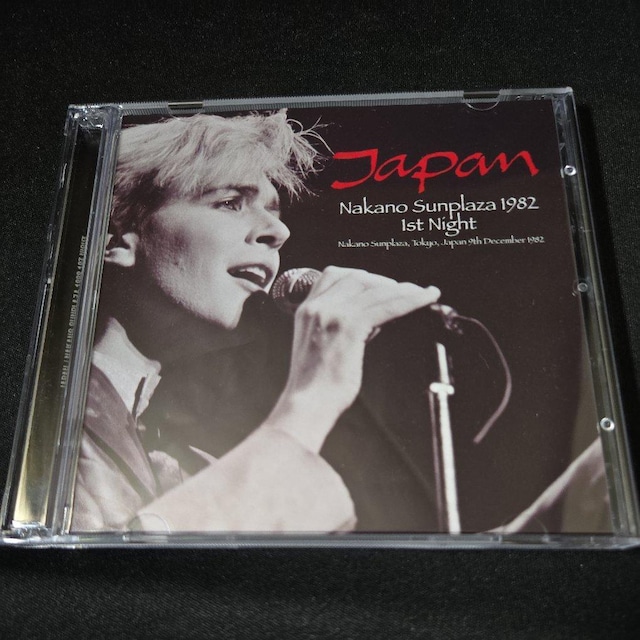 Japan
Nakano Sunplaza 1982
1st Night
Nakano Sunplaza, Tokyo, Japan 9th December 1982